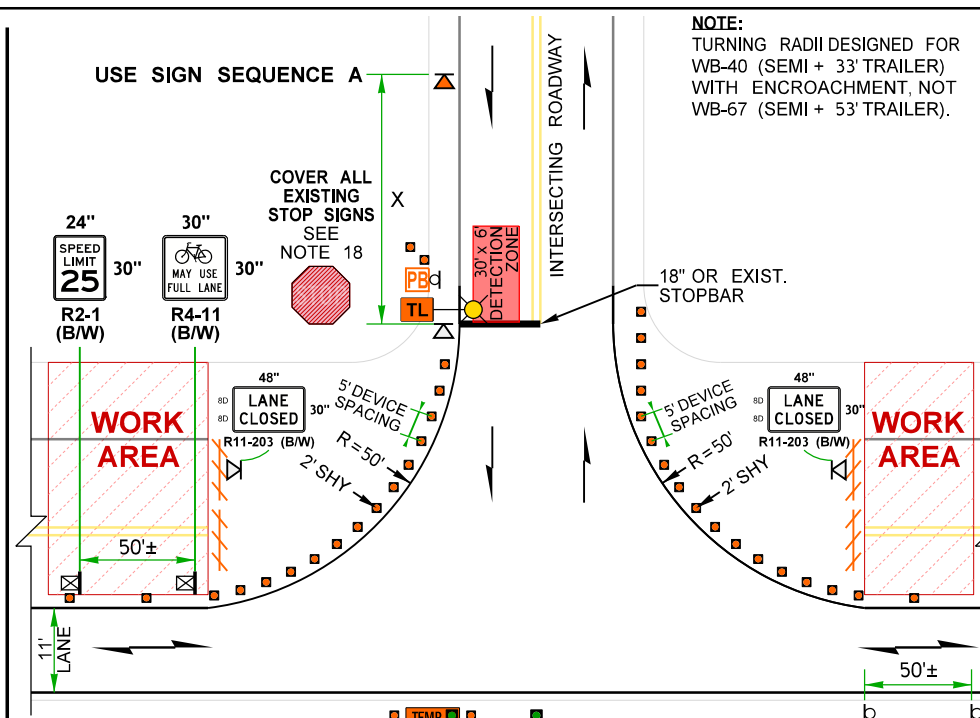 NOTE:
TURNING RADII DESIGNED FOR
WB-40 (SEMI + 33' TRAILER)
WITH ENCROACHMENT, NOT
WB-67 (SEMI + 53' TRAILER).
USE SIGN SEQUENCE A
INTERSECTING ROADWAY
COVER ALL
EXISTING
STOP SIGNS
SEE
NOTE 18
X
STOP
24"
SPEED
LIMIT
25
30"
R2-1
(B/W)
30"
MAY USE
FULL LANE
30"
R4-11
(B/W)
PB
TL
30' x 6'
DETECTION
ZONE
18" OR EXIST.
STOPBAR
WORK
AREA
48"
8D
8D
LANE
CLOSED
30"
R11-203 (B/W)
5' DEVICE
SPACING
R = 50'
2' SHY
5' DEVICE
SPACING
R = 50'
2' SHY
48"
8D
8D
LANE
CLOSED
30"
R11-203 (B/W)
WORK
AREA
50'±
11'
LANE
50'±
TEMP